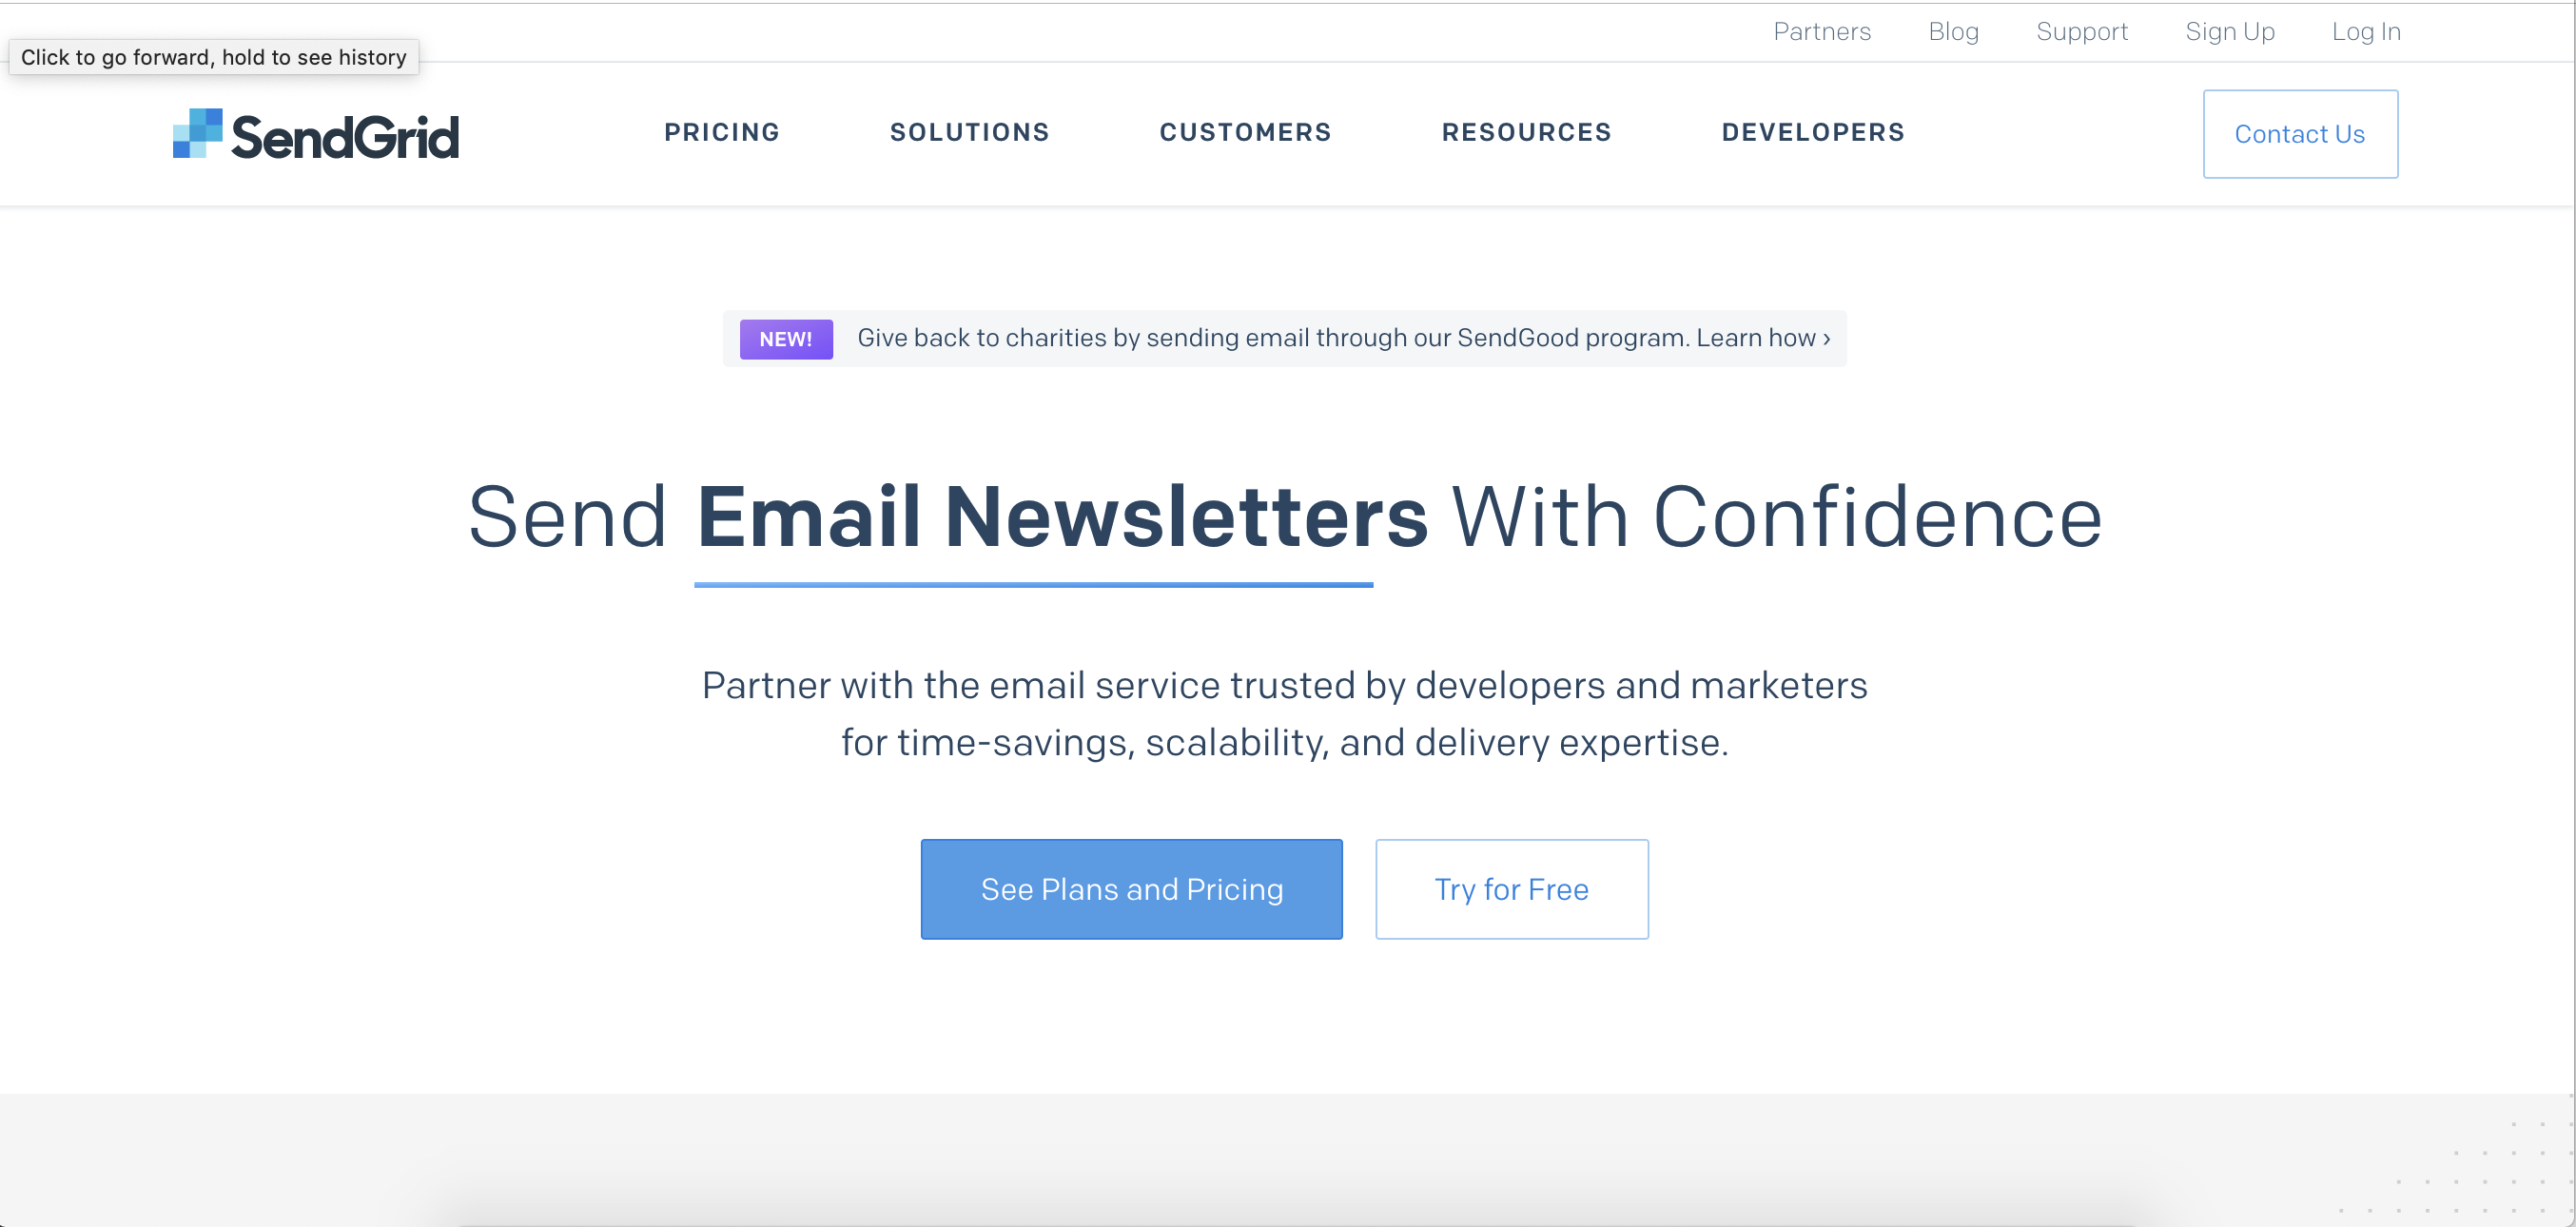 Partners Blog Support Sign Up Log In
Click to go forward, hold to see history
SendGrid PRICING SOLUTIONS CUSTOMERS RESOURCES DEVELOPERS Contact Us
NEW! Give back to charities by sending email through our SendGood program. Learn how ›
Send Email Newsletters With Confidence
Partner with the email service trusted by developers and marketers
for time-savings, scalability, and delivery expertise.
See Plans and Pricing Try for Free